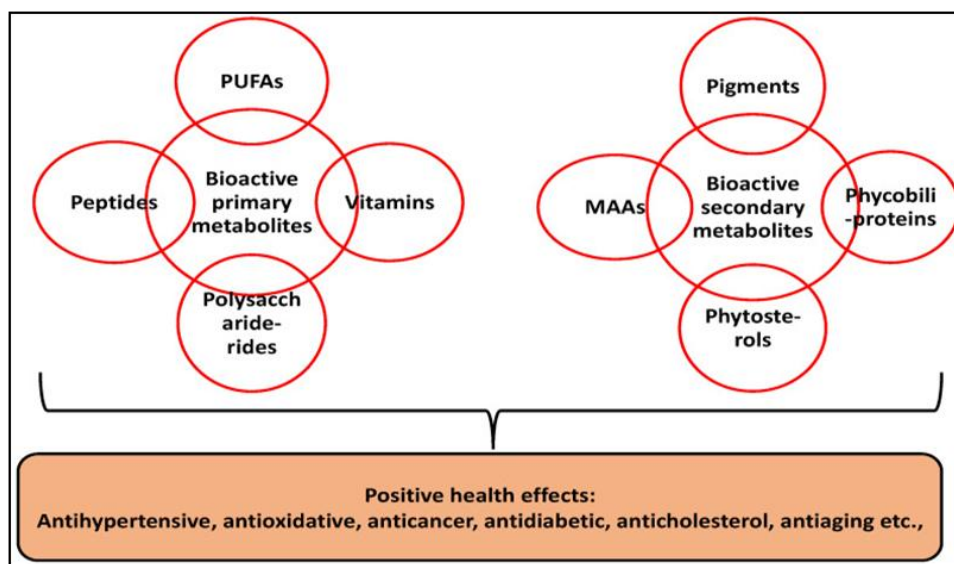 PUFAs
Peptides
Bioactive
primary
metabolites
Vitamins
Polysacch
aride-
rides
Pigments
MAAs
Bioactive
secondary
metabolites
Phycobili
-proteins
Phytoste-
rols
Positive health effects:
Antihypertensive, antioxidative, anticancer, antidiabetic, anticholesterol, antiaging etc.,